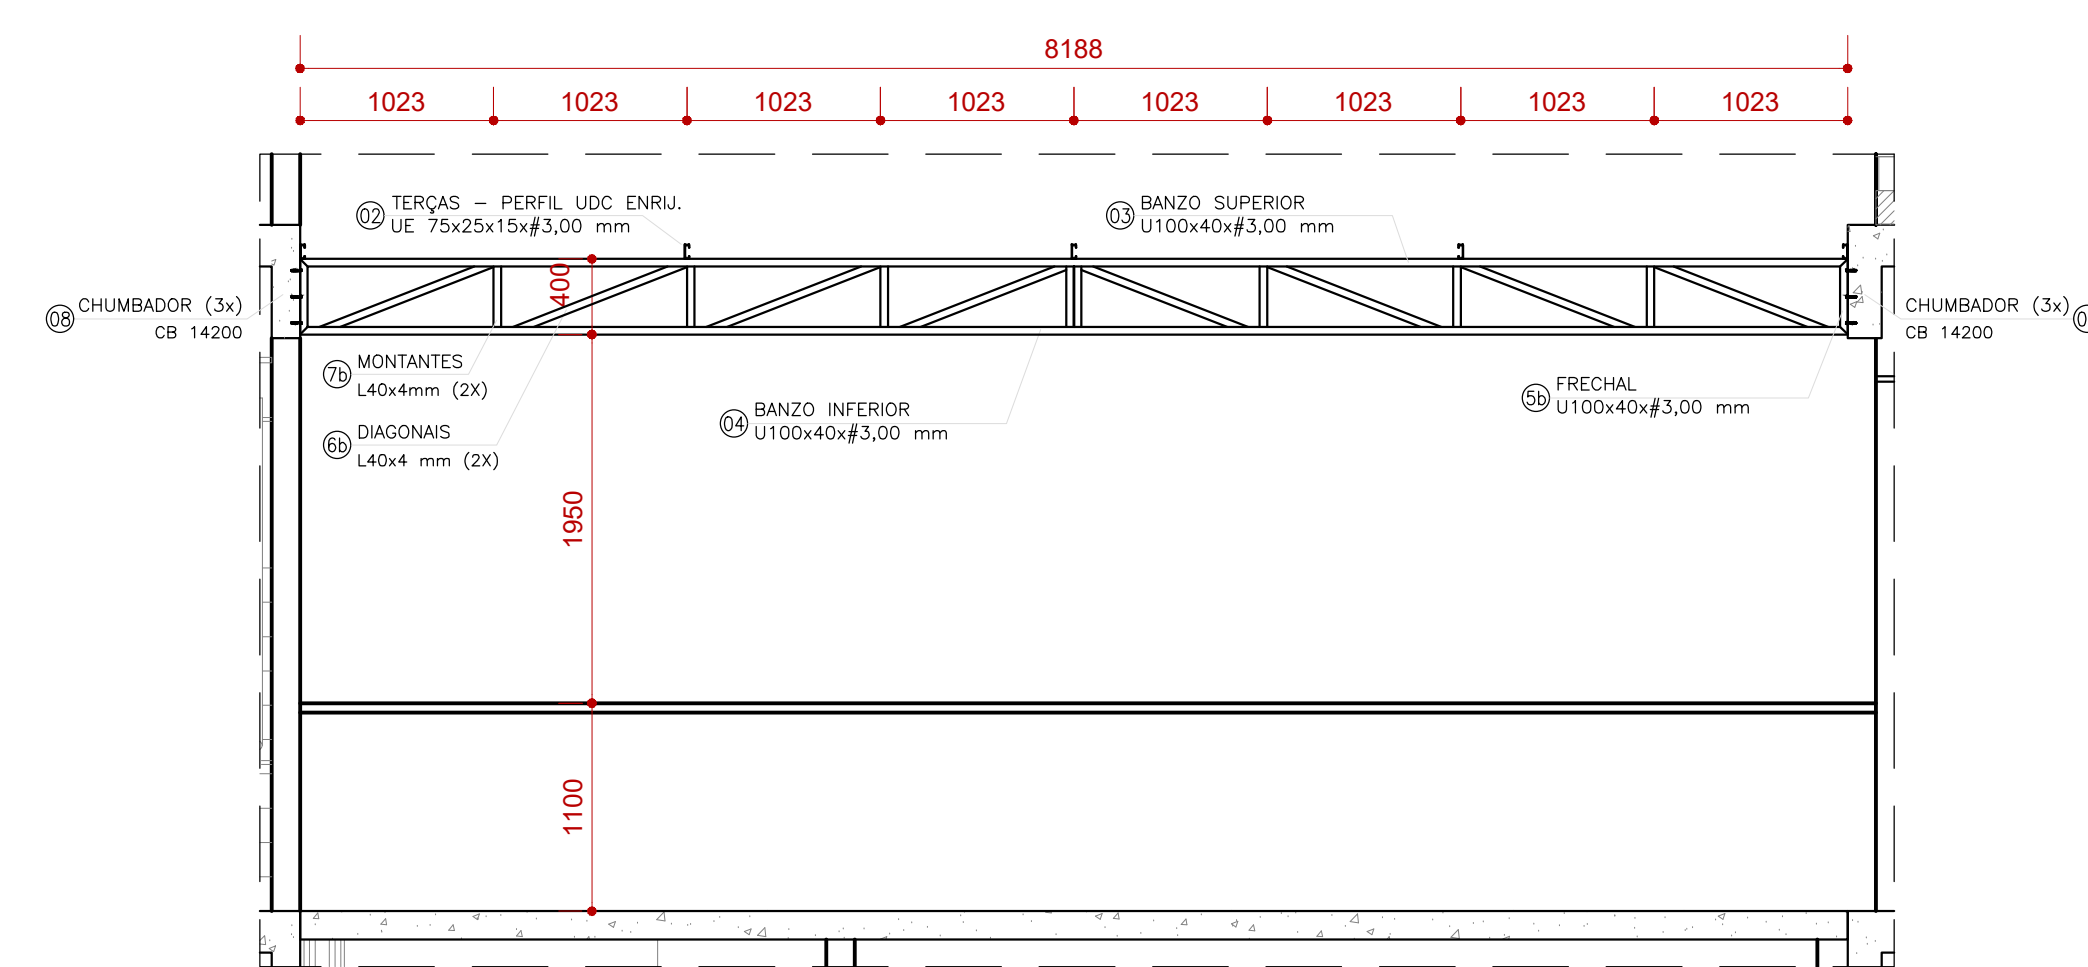 8188
1023 1023 1023 1023 1023 1023 1023 1023
02 TERÇAS – PERFIL UDC ENRIJ.
UE 75x25x15x#3,00 mm
03 BANZO SUPERIOR
U100x40x#3,00 mm
400
08 CHUMBADOR (3x)
CB 14200
CHUMBADOR (3x)
CB 14200
7b MONTANTES
L40x4mm (2X)
6b DIAGONAIS
L40x4 mm (2X)
04 BANZO INFERIOR
U100x40x#3,00 mm
5b FRECHAL
U100x40x#3,00 mm
1950
1100